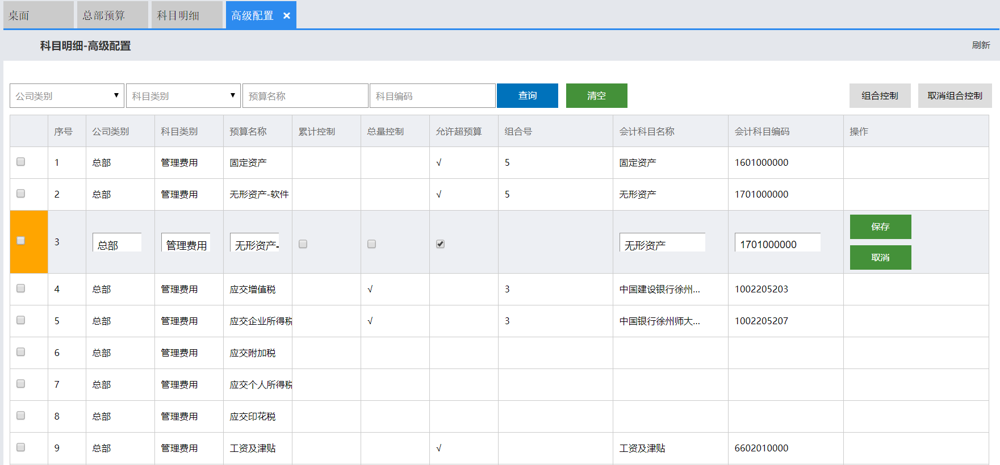 桌面 总部预算 科目明细 高级配置 ×
科目明细-高级配置 刷新
公司类别 科目类别 预算名称 科目编码 查询 清空 组合控制 取消组合控制
序号 公司类别 科目类别 预算名称 累计控制 总量控制 允许超预算 组合号 会计科目名称 会计科目编码 操作
1 总部 管理费用 固定资产 √ 5 固定资产 1601000000
2 总部 管理费用 无形资产-软件 √ 5 无形资产 1701000000
3 总部 管理费用 无形资产- 无形资产 1701000000 保存
取消
4 总部 管理费用 应交增值税 √ 3 中国建设银行徐州... 1002205203
5 总部 管理费用 应交企业所得税 √ 3 中国银行徐州师大... 1002205207
6 总部 管理费用 应交附加税
7 总部 管理费用 应交个人所得税
8 总部 管理费用 应交印花税
9 总部 管理费用 工资及津贴 √ 工资及津贴 6602010000